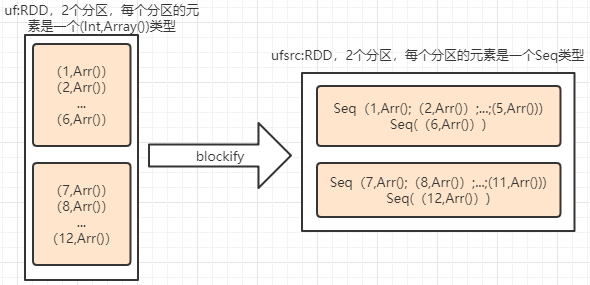 uf:RDD，2个分区，每个分区的元
素是一个(Int,Array())类型
(1,Arr())
(2,Arr())
...
(6,Arr())
(7,Arr())
(8,Arr())
...
(12,Arr())
blockify
ufsrc:RDD，2个分区，每个分区的元素是一个Seq类型
Seq（1,Arr();（2,Arr()）;...;(5,Arr()))
Seq(（6,Arr()）)
Seq（7,Arr();（8,Arr()）;...;(11,Arr()))
Seq(（12,Arr()）)